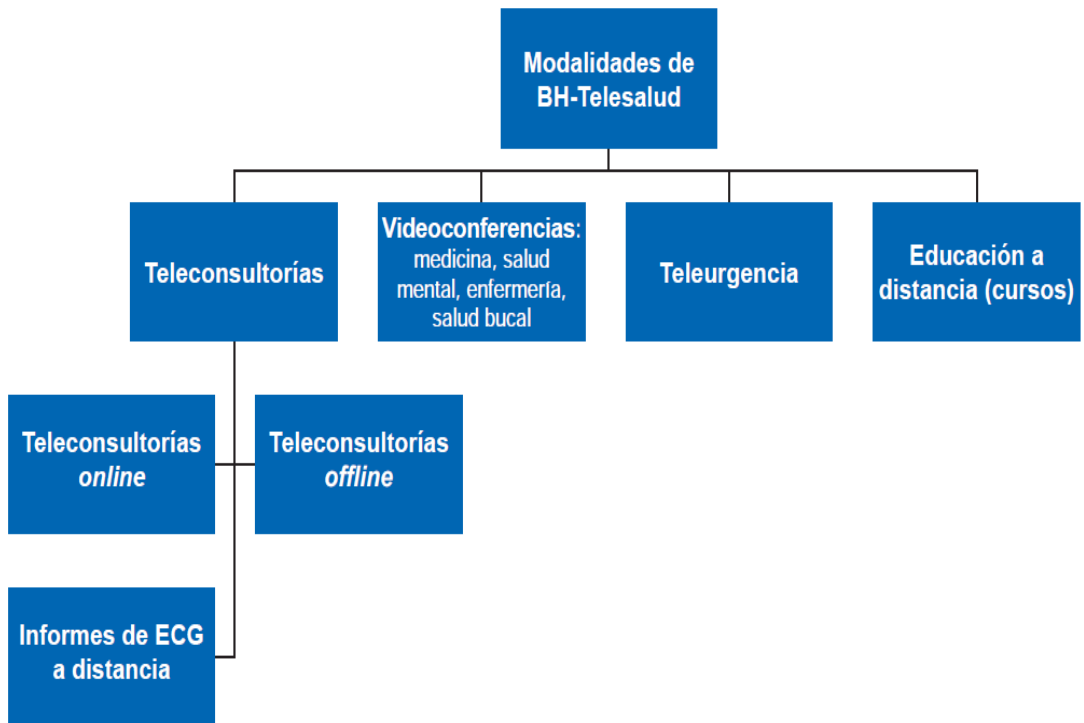 Modalidades de
BH-Telesalud
Teleconsultorías
Videoconferencias:
medicina, salud
mental, enfermería,
salud bucal
Teleurgencia
Educación a
distancia (cursos)
Teleconsultorías
online
Teleconsultorías
offline
Informes de ECG
a distancia